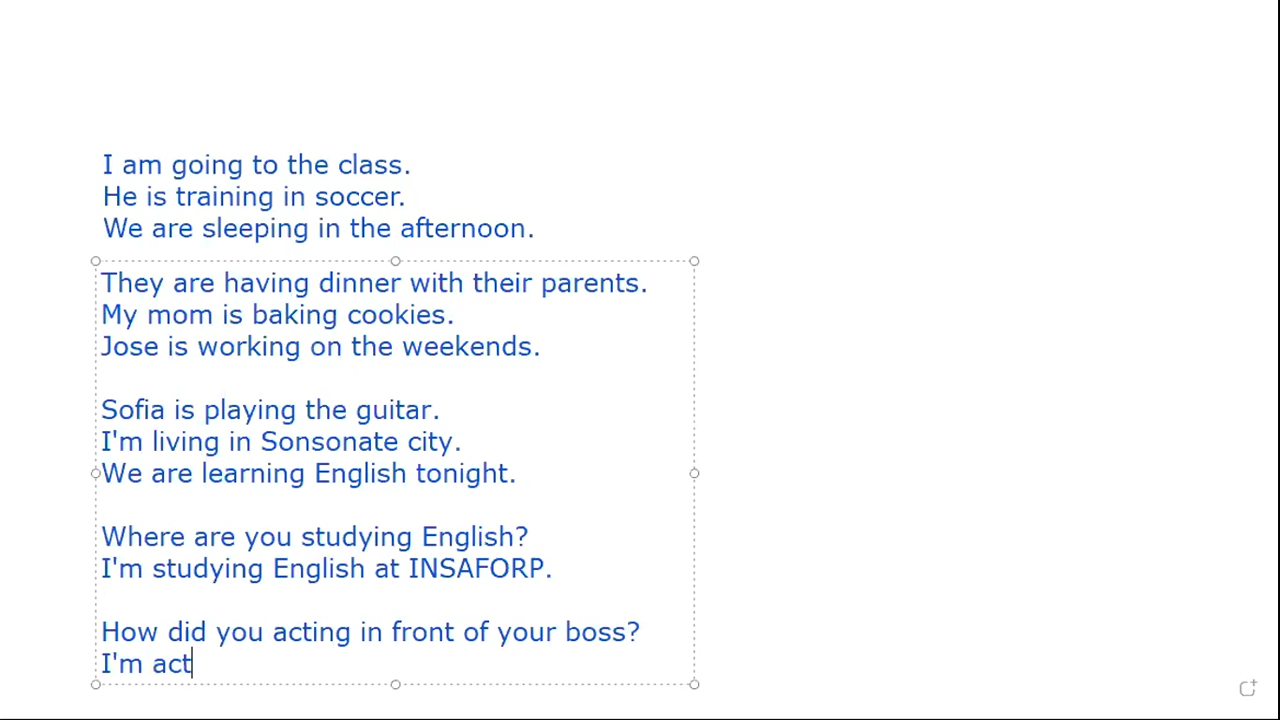 I am going to the class.
He is training in soccer.
We are sleeping in the afternoon.
They are having dinner with their parents.
My mom is baking cookies.
Jose is working on the weekends.
Sofia is playing the guitar.
I'm living in Sonsonate city.
We are learning English tonight.
Where are you studying English?
I'm studying English at INSAFORP.
How did you acting in front of your boss?
I'm act